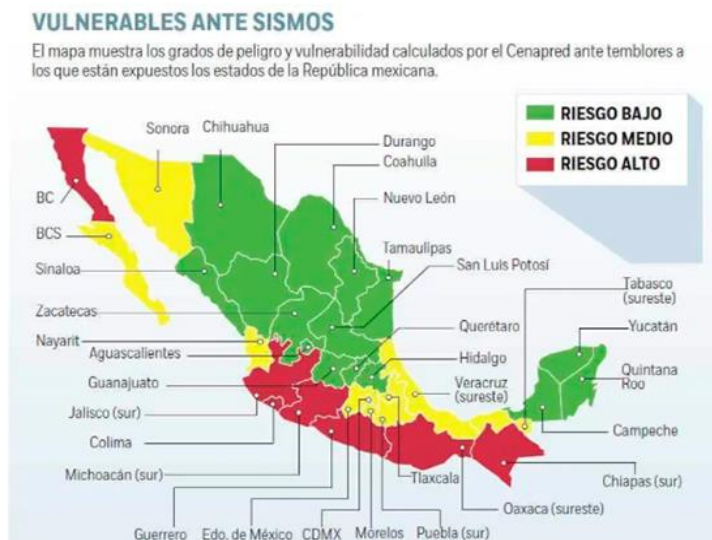 VULNERABLES ANTE SISMOS
El mapa muestra los grados de peligro y vulnerabilidad calculados por el Cenapred ante temblores a
los que están expuestos los estados de la República mexicana.
RIESGO BAJO
RIESGO MEDIO
RIESGO ALTO
Sonora
Chihuahua
Durango
Coahuila
BC
Nuevo León
BCS
Tamaulipas
Sinaloa
San Luis Potosí
Tabasco
(sureste)
Zacatecas
Querétaro
Yucatán
Nayarit
Aguascalientes
Hidalgo
Guanajuato
Veracruz
(sureste)
Quintana
Roo
Jalisco (sur)
Campeche
Colima
Michoacán (sur)
Tlaxcala
Chiapas (sur)
Oaxaca (sureste)
Guerrero
Edo. de México
CDMX
Morelos
Puebla (sur)